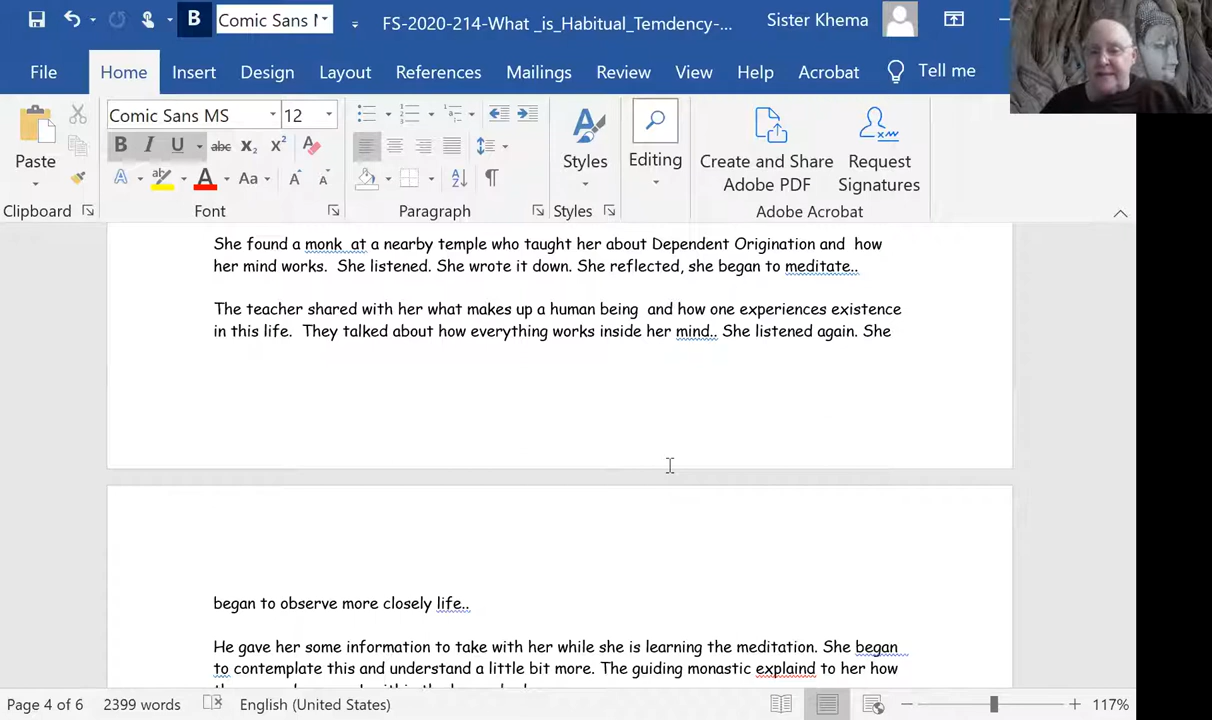 Comic Sans M
FS-2020-214-What _is_Habitual_Temdency-...
Sister Khema
File
Home
Insert
Design
Layout
References
Mailings
Review
View
Help
Acrobat
Tell me
Paste
Clipboard
Comic Sans MS
12
Font
Paragraph
Styles
Styles
Editing
Create and Share
Adobe PDF
Request
Signatures
Adobe Acrobat
She found a monk  at a nearby temple who taught her about Dependent Origination and  how
her mind works.  She listened. She wrote it down. She reflected, she began to meditate..
The teacher shared with her what makes up a human being  and how one experiences existence
in this life.  They talked about how everything works inside her mind.. She listened again. She
began to observe more closely life..
He gave her some information to take with her while she is learning the meditation. She began
to contemplate this and understand a little bit more. The guiding monastic explaind to her how
Page 4 of 6
2399 words
English (United States)
117%